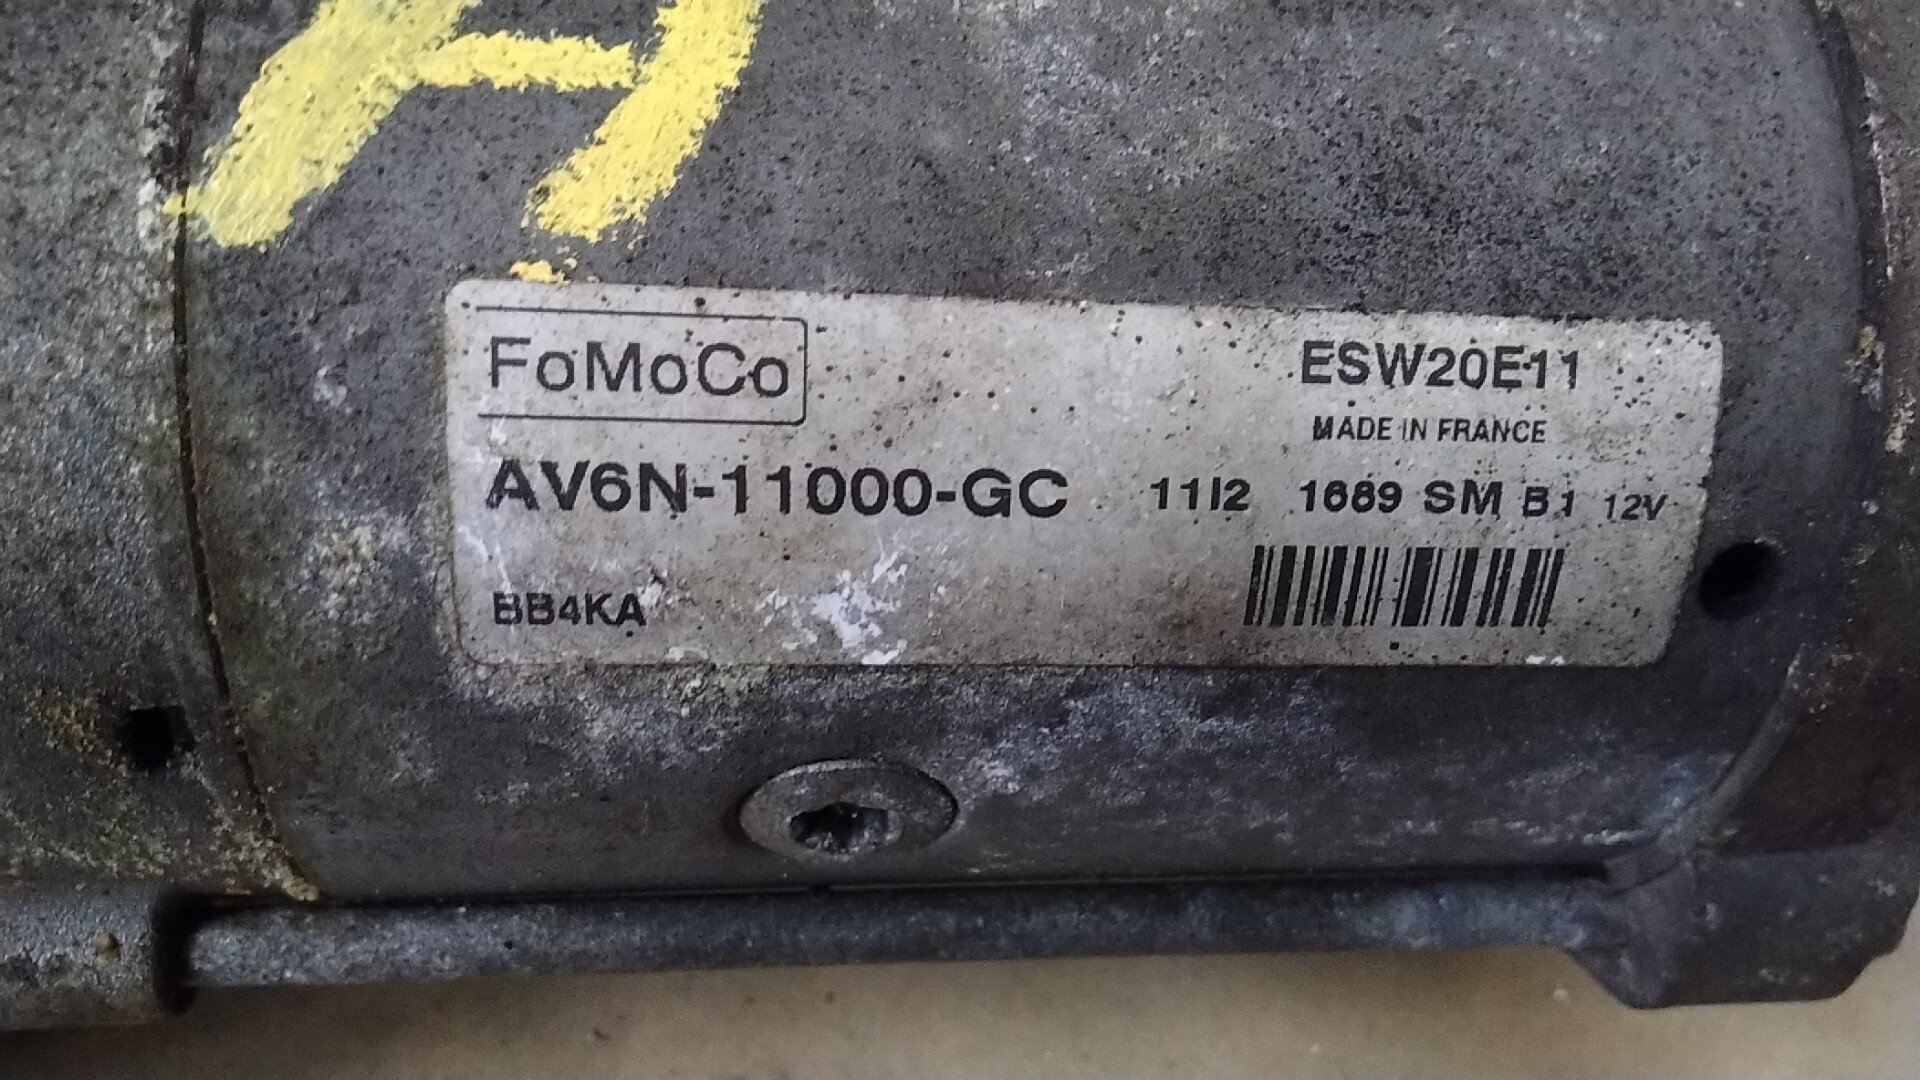 H
FoMoCo
ESW20E11
MADE IN FRANCE
AV6N-11000-GC 11I2 1689 SM B1 12V
BB4KA